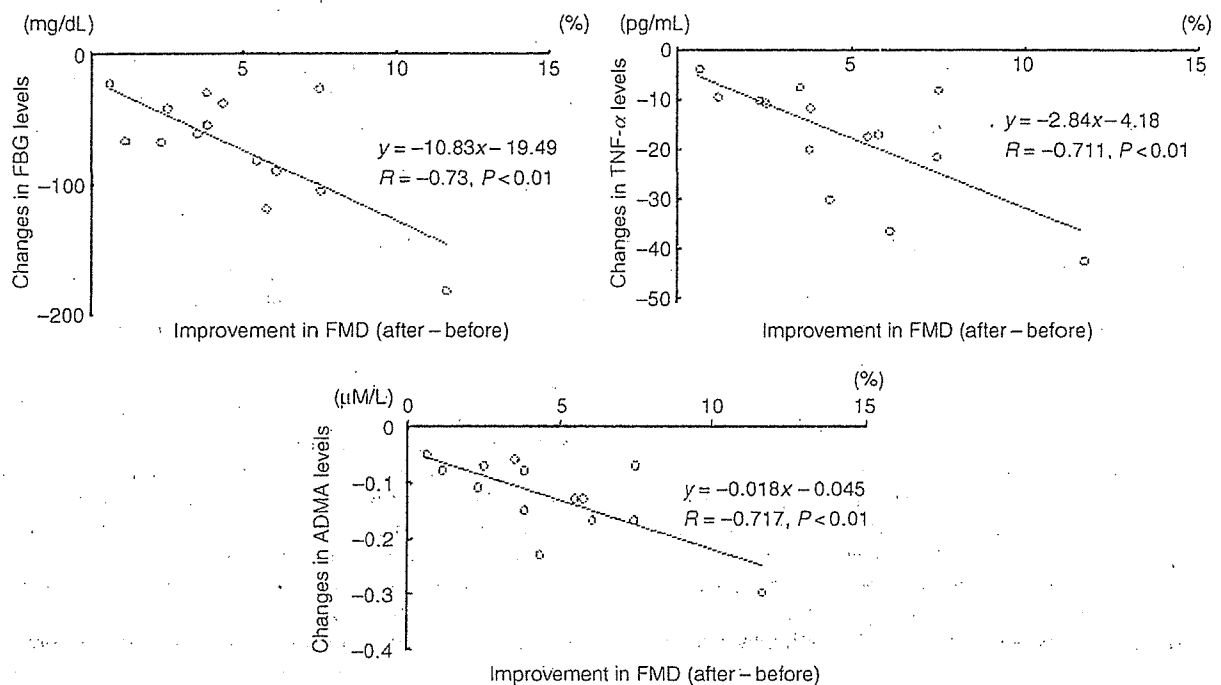 (mg/dL) (%)
0 5 10 15
−100
−200
Changes in FBG levels
y=−10.83x−19.49
R=−0.73, P<0.01
Improvement in FMD (after−before)
(pg/mL) (%)
0 5 10 15
−10
−20
−30
−40
−50
Changes in TNF-α levels
y=−2.84x−4.18
R=−0.711, P<0.01
Improvement in FMD (after−before)
(μM/L) (%)
0 5 10 15
0
−0.1
−0.2
−0.3
−0.4
Changes in ADMA levels
y=−0.018x−0.045
R=−0.717, P<0.01
Improvement in FMD (after−before)